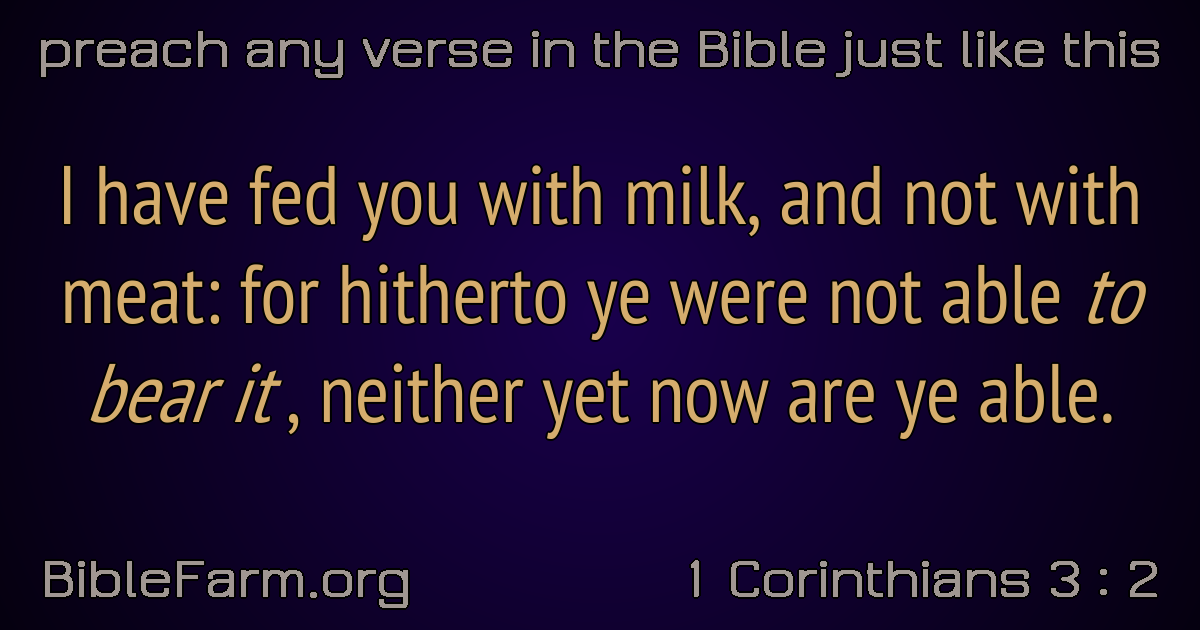 preach any verse in the Bible just like this
I have fed you with milk, and not with
meat: for hitherto ye were not able to
bear it , neither yet now are ye able.
BibleFarm.org
1 Corinthians 3 : 2